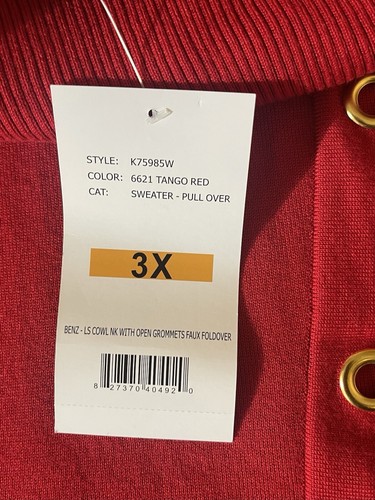 STYLE: K75985W
COLOR: 6621 TANGO RED
CAT: SWEATER - PULL OVER
3X
BENZ - LS COWL NK WITH OPEN GROMMETS FAUX FOLDOVER
8 27370 40492 0